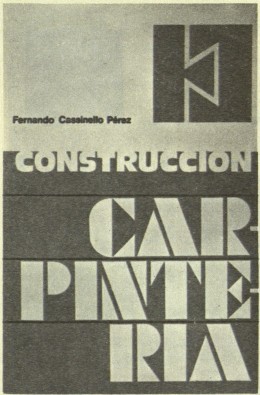 Fernando Cassinello Pérez
CONSTRUCCION
CAR-
PINTE-
RIA